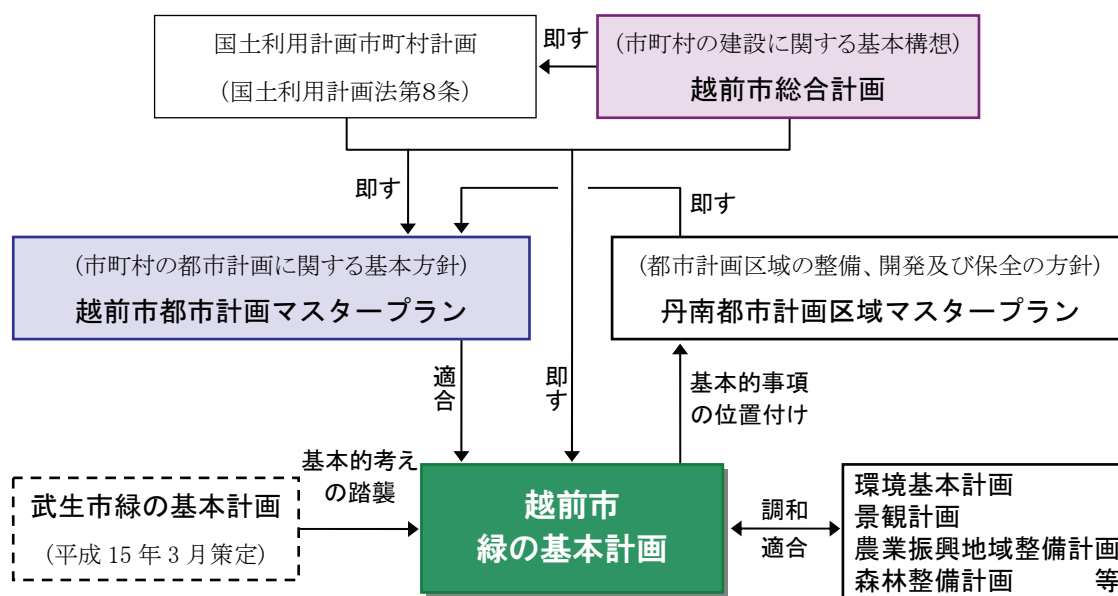 国土利用計画市町村計画
(国土利用計画法第8条)
即す
(市町村の建設に関する基本構想)
越前市総合計画
即す
即す
(市町村の都市計画に関する基本方針)
越前市都市計画マスタープラン
(都市計画区域の整備、開発及び保全の方針)
丹南都市計画区域マスタープラン
適合
即す
基本的事項
の位置付け
基本的考え
の踏襲
武生市緑の基本計画
(平成 15 年 3 月策定)
越前市
緑の基本計画
調和
適合
環境基本計画
景観計画
農業振興地域整備計画
森林整備計画 等